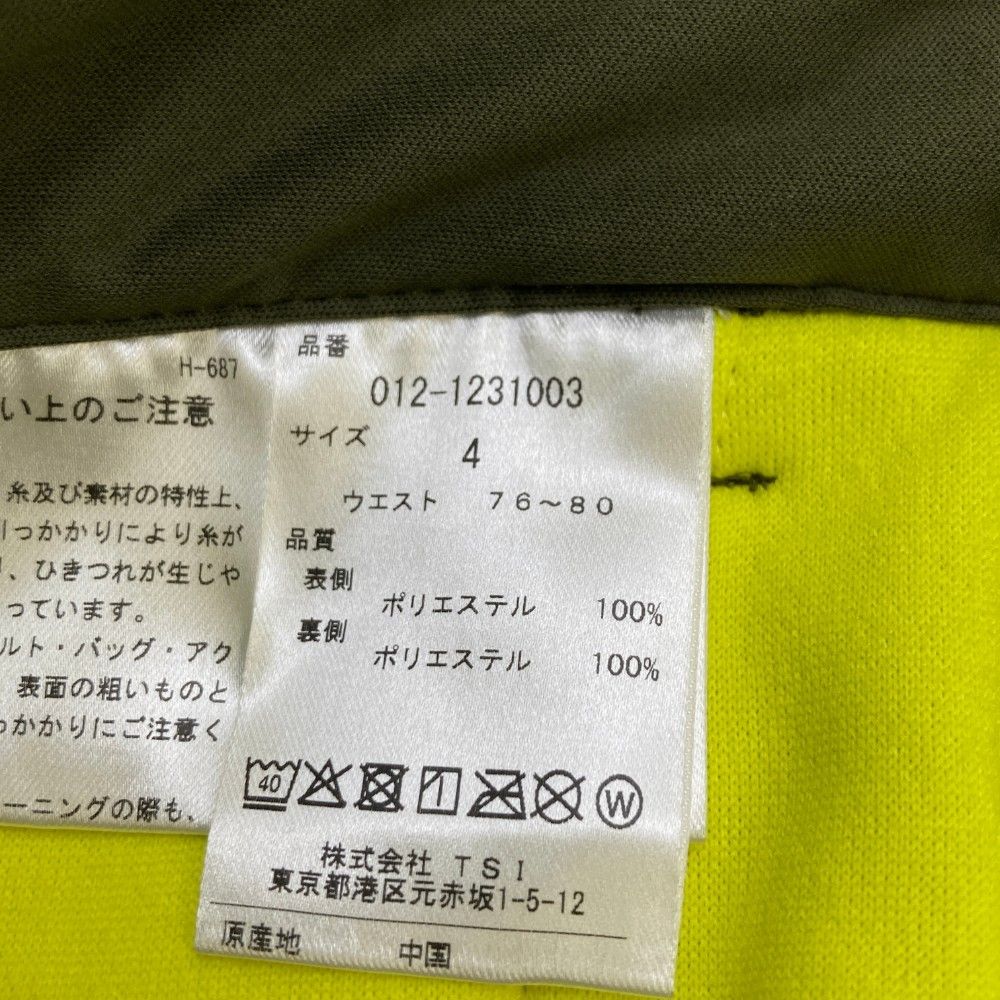 H-687
い上のご注意
糸及び素材の特性上、
引っかかりにより糸が
、ひきつれが生じや
っています。
ルト・バッグ・アク
表面の粗いものと
っかかりにご注意く
ーニングの際も、
品番
012-1231003
サイズ
4
ウエスト 76～80
品質
表側
ポリエステル 100%
裏側
ポリエステル 100%
40
W
株式会社 TSI
東京都港区元赤坂1-5-12
原産地 中国